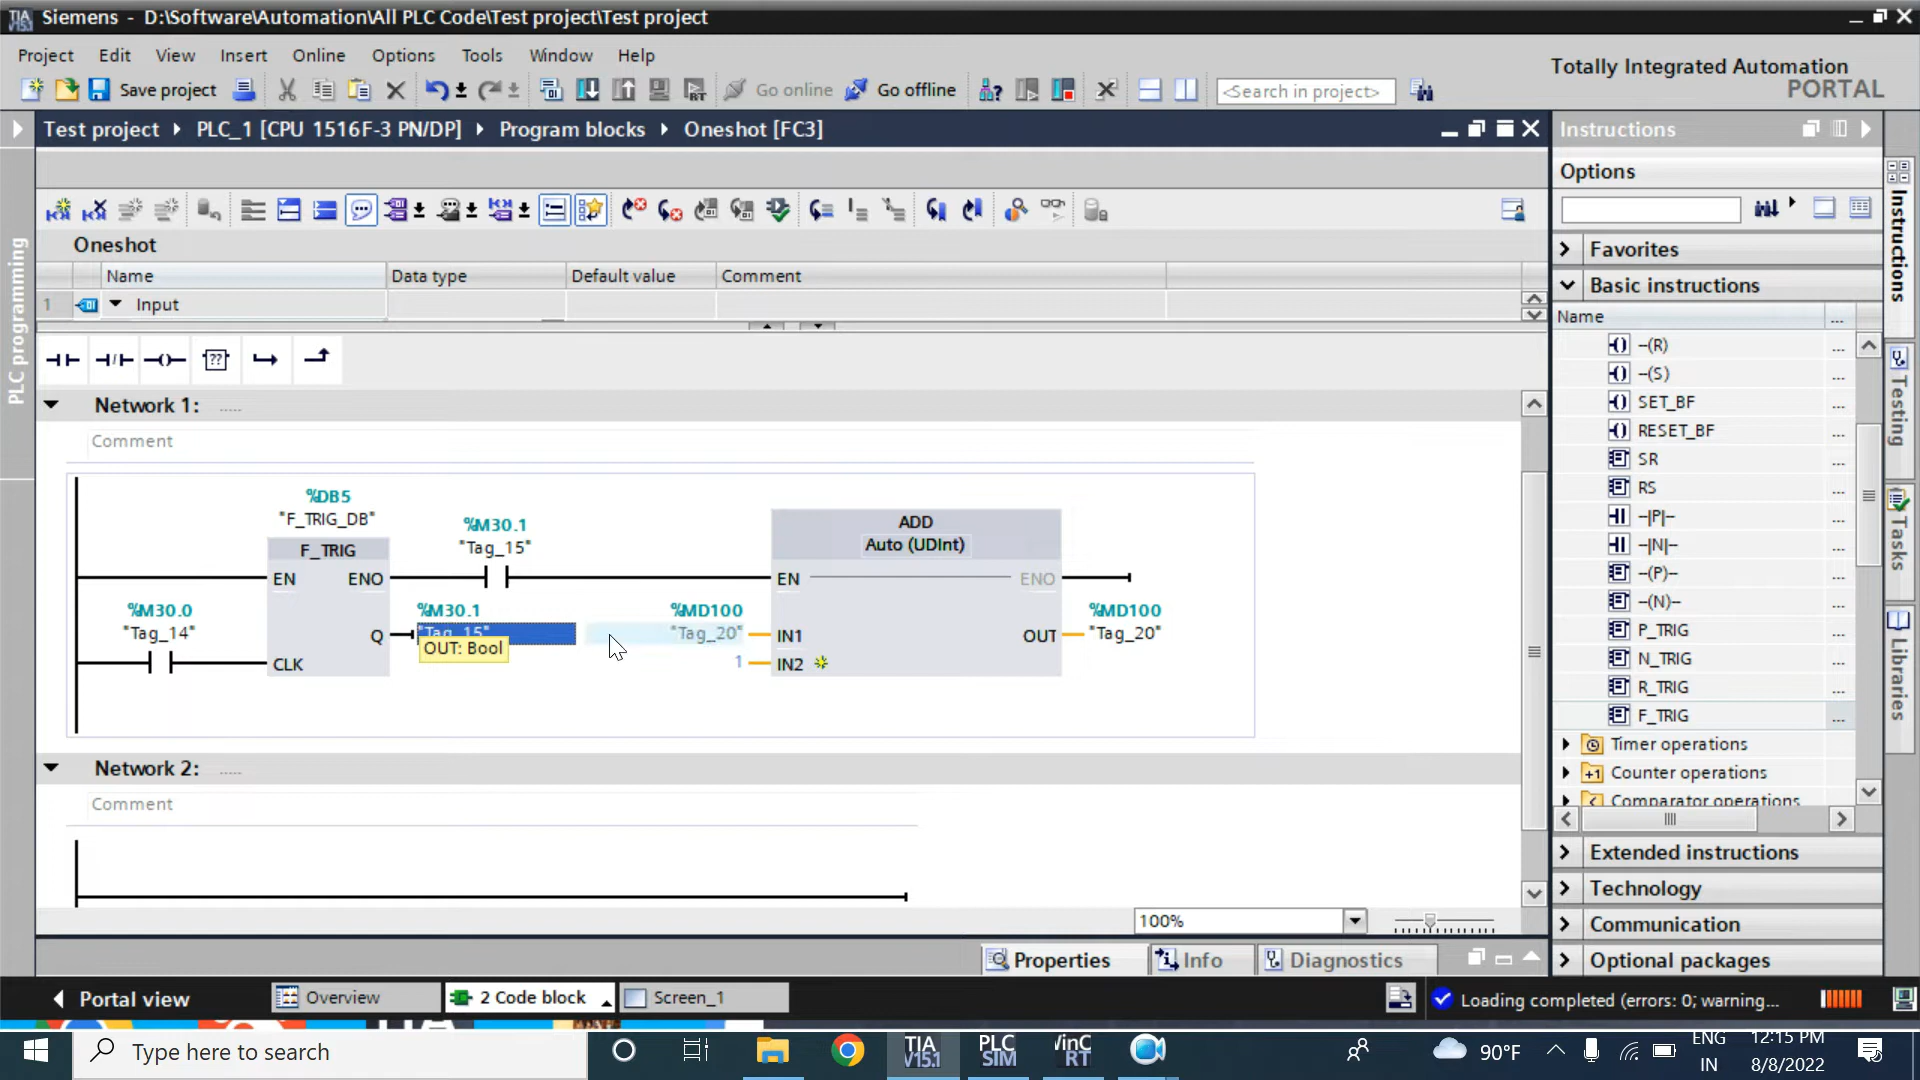 Siemens - D:\Software\Automation\All PLC Code\Test project\Test project
Project Edit View Insert Online Options Tools Window Help
Totally Integrated Automation
PORTAL
Save project
Go online
Go offline
<Search in project>
Test project PLC_1 [CPU 1516F-3 PN/DP] Program blocks Oneshot [FC3]
Instructions
Options
Oneshot
Name Data type Default value Comment
1 Input
Favorites
Basic instructions
Name ...
–(R) ...
–(S) ...
SET_BF ...
RESET_BF ...
SR ...
RS ...
–|P|– ...
–|N|– ...
–(P)– ...
–(N)– ...
P_TRIG ...
N_TRIG ...
R_TRIG ...
F_TRIG ...
Timer operations
Counter operations
Comparator operations
Extended instructions
Technology
Communication
Optional packages
PLC programming
Instructions
Testing
Tasks
Libraries
??
Network 1: .....
Comment
%DB5
"F_TRIG_DB"
F_TRIG
EN ENO
Q
CLK
%M30.0
"Tag_14"
%M30.1
"Tag_15"
%M30.1
"Tag_15"
OUT: Bool
ADD
Auto (UDInt)
EN ENO
%MD100
"Tag_20" IN1
1 IN2
OUT
%MD100
"Tag_20"
Network 2: .....
Comment
100%
Properties Info Diagnostics
Portal view Overview 2 Code block Screen_1
Loading completed (errors: 0; warning...
Type here to search
TIA
V15.1
PLC
SIM
WinC
RT
90°F
ENG
IN
12:15 PM
8/8/2022